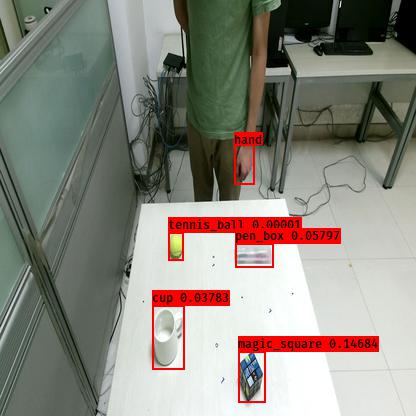 hand
tennis_ball 0.00001
pen_box 0.05797
cup 0.03783
magic_square 0.14684